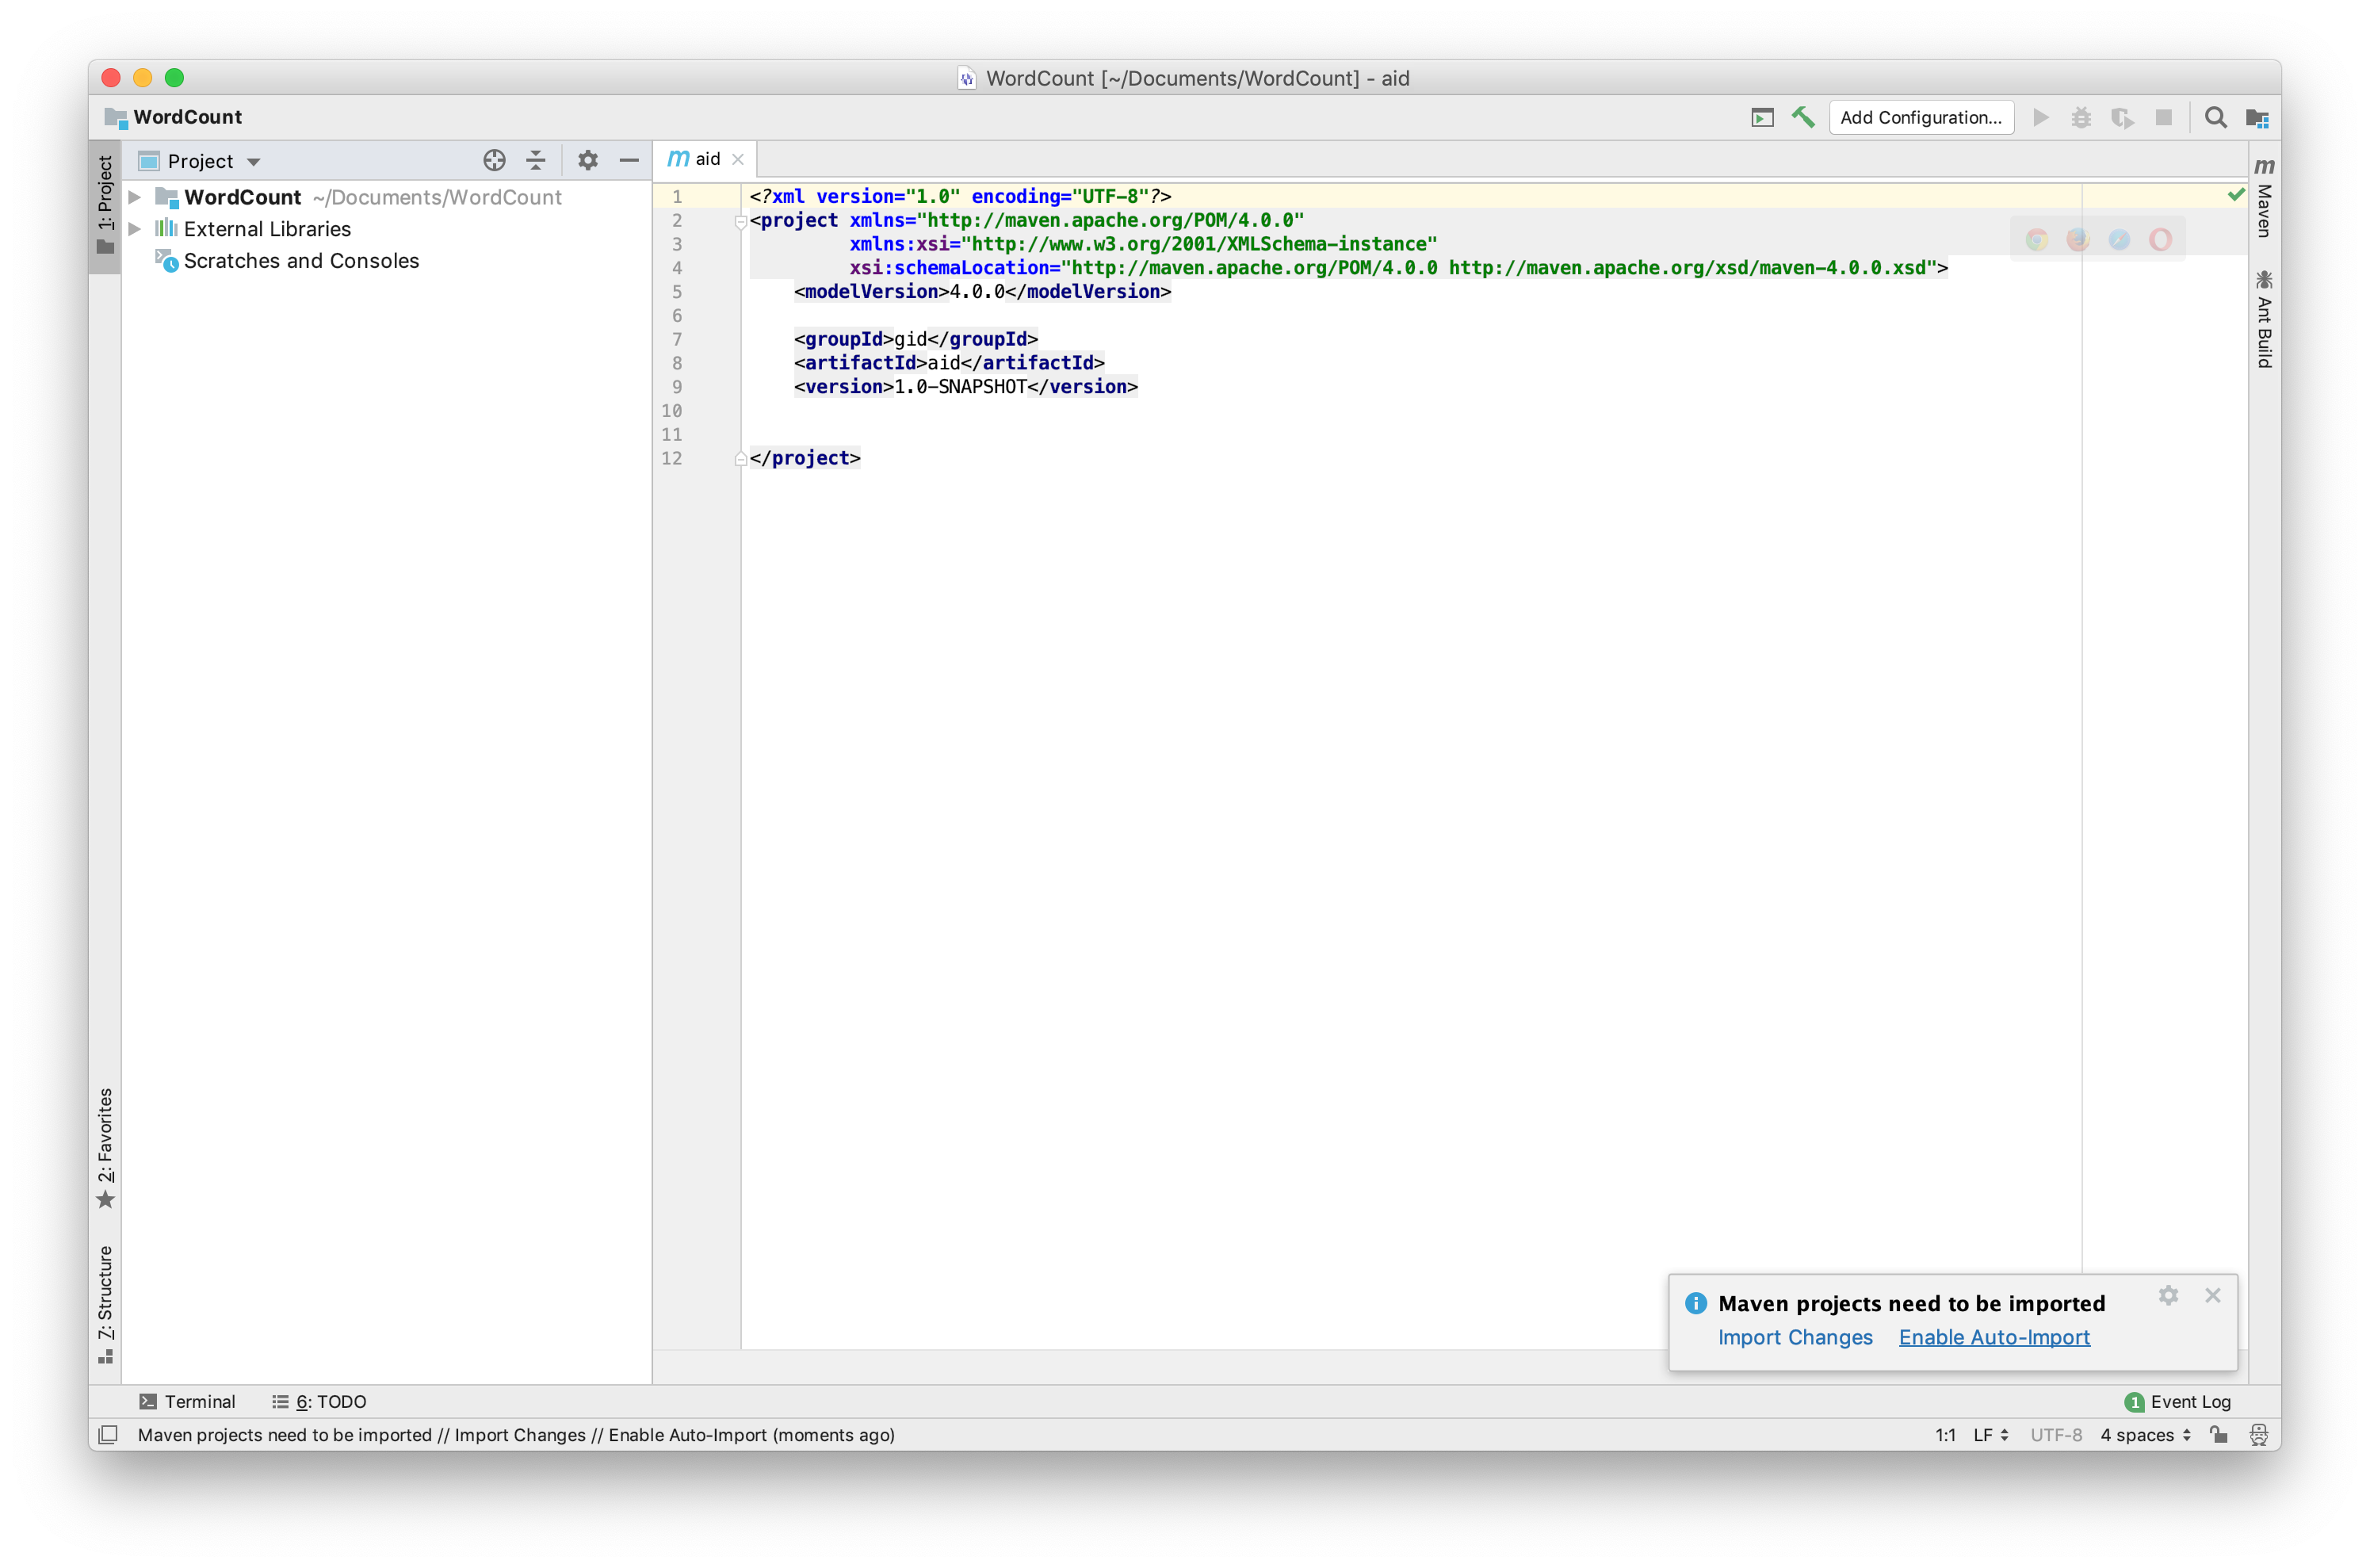 WordCount [~/Documents/WordCount] - aid
WordCount
Add Configuration...
1: Project
Project
WordCount ~/Documents/WordCount
External Libraries
Scratches and Consoles
2: Favorites
7: Structure
m aid
1 <?xml version="1.0" encoding="UTF-8"?>
2 <project xmlns="http://maven.apache.org/POM/4.0.0"
3 xmlns:xsi="http://www.w3.org/2001/XMLSchema-instance"
4 xsi:schemaLocation="http://maven.apache.org/POM/4.0.0 http://maven.apache.org/xsd/maven-4.0.0.xsd">
5 <modelVersion>4.0.0</modelVersion>
6
7 <groupId>gid</groupId>
8 <artifactId>aid</artifactId>
9 <version>1.0-SNAPSHOT</version>
10
11
12 </project>
m Maven
Ant Build
Maven projects need to be imported
Import Changes Enable Auto-Import
Terminal 6: TODO
1 Event Log
Maven projects need to be imported // Import Changes // Enable Auto-Import (moments ago)
1:1 LF UTF-8 4 spaces